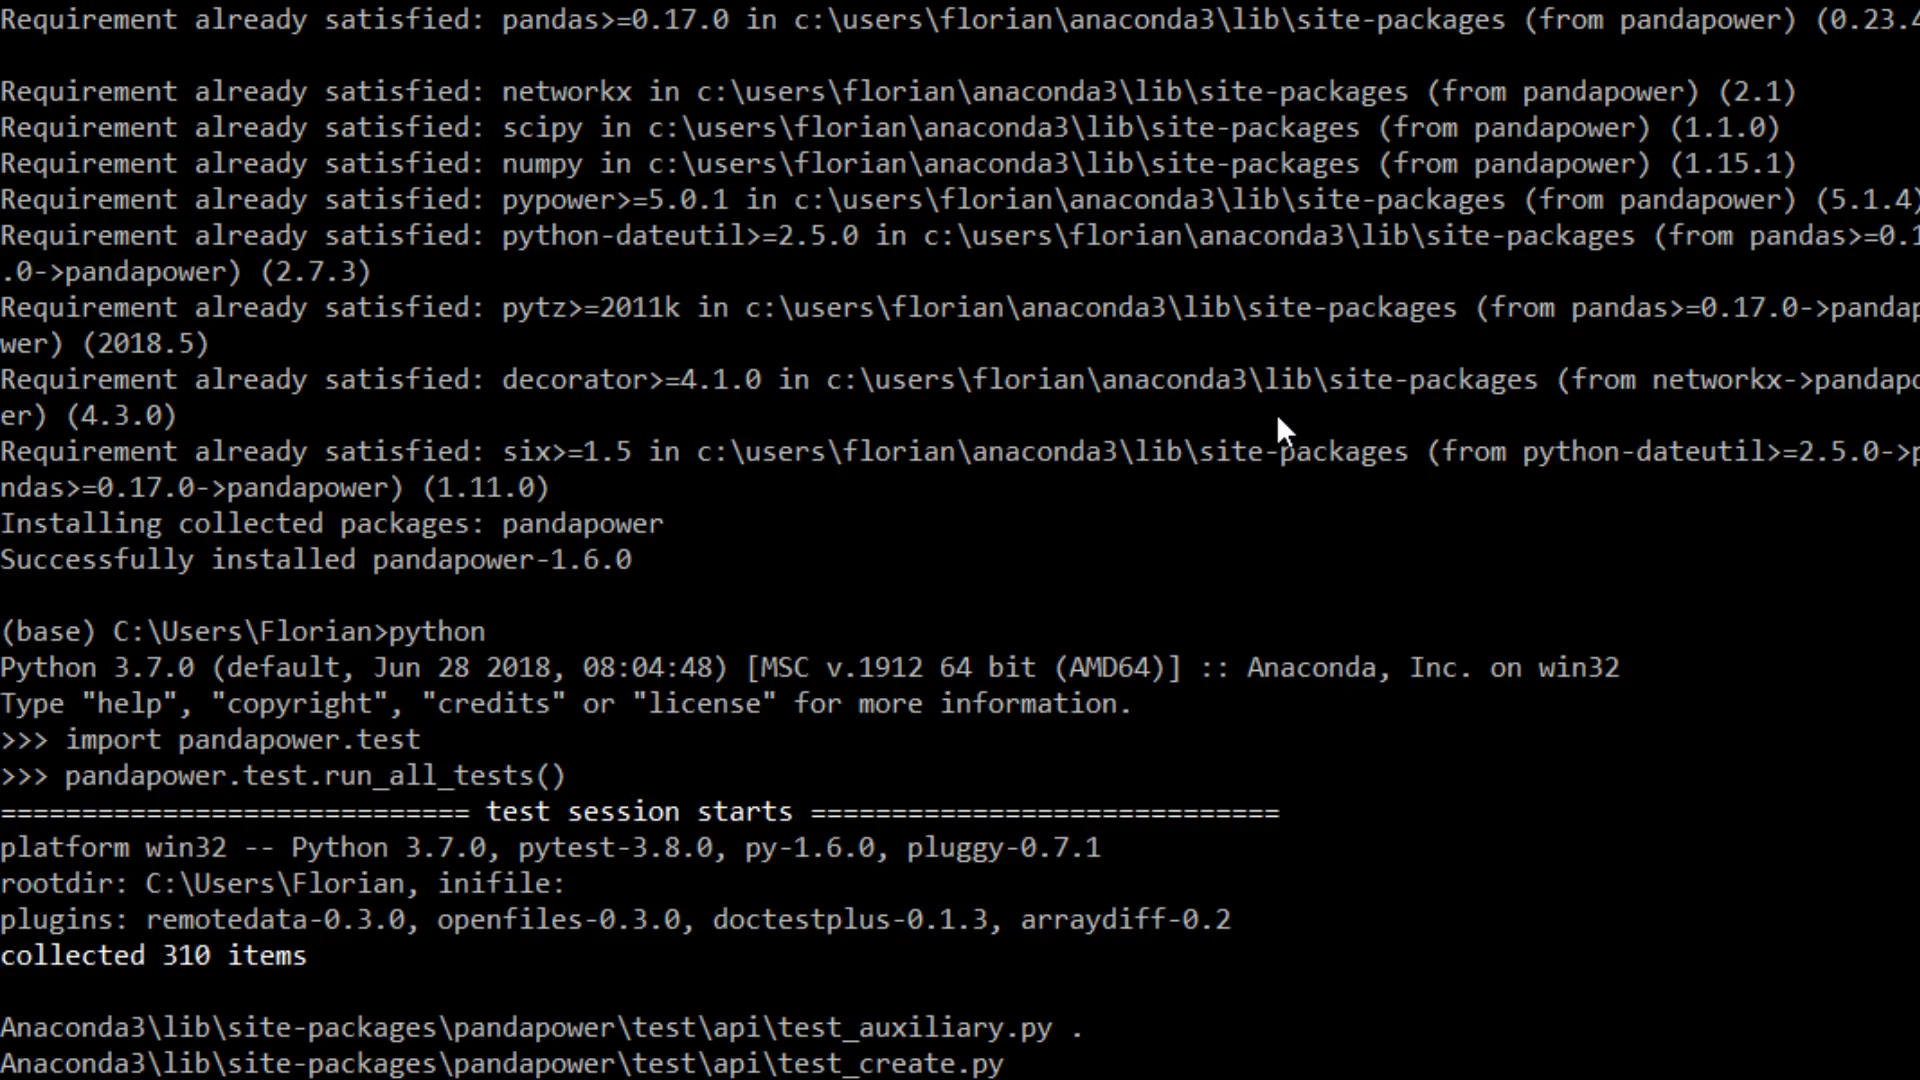 Requirement already satisfied: pandas>=0.17.0 in c:\users\florian\anaconda3\lib\site-packages (from pandapower) (0.23.4
Requirement already satisfied: networkx in c:\users\florian\anaconda3\lib\site-packages (from pandapower) (2.1)
Requirement already satisfied: scipy in c:\users\florian\anaconda3\lib\site-packages (from pandapower) (1.1.0)
Requirement already satisfied: numpy in c:\users\florian\anaconda3\lib\site-packages (from pandapower) (1.15.1)
Requirement already satisfied: pypower>=5.0.1 in c:\users\florian\anaconda3\lib\site-packages (from pandapower) (5.1.4)
Requirement already satisfied: python-dateutil>=2.5.0 in c:\users\florian\anaconda3\lib\site-packages (from pandas>=0.1
.0->pandapower) (2.7.3)
Requirement already satisfied: pytz>=2011k in c:\users\florian\anaconda3\lib\site-packages (from pandas>=0.17.0->pandap
wer) (2018.5)
Requirement already satisfied: decorator>=4.1.0 in c:\users\florian\anaconda3\lib\site-packages (from networkx->pandapo
er) (4.3.0)
Requirement already satisfied: six>=1.5 in c:\users\florian\anaconda3\lib\site-packages (from python-dateutil>=2.5.0->p
ndas>=0.17.0->pandapower) (1.11.0)
Installing collected packages: pandapower
Successfully installed pandapower-1.6.0
(base) C:\Users\Florian>python
Python 3.7.0 (default, Jun 28 2018, 08:04:48) [MSC v.1912 64 bit (AMD64)] :: Anaconda, Inc. on win32
Type "help", "copyright", "credits" or "license" for more information.
>>> import pandapower.test
>>> pandapower.test.run_all_tests()
============================= test session starts =============================
platform win32 -- Python 3.7.0, pytest-3.8.0, py-1.6.0, pluggy-0.7.1
rootdir: C:\Users\Florian, inifile:
plugins: remotedata-0.3.0, openfiles-0.3.0, doctestplus-0.1.3, arraydiff-0.2
collected 310 items
Anaconda3\lib\site-packages\pandapower\test\api\test_auxiliary.py .
Anaconda3\lib\site-packages\pandapower\test\api\test_create.py